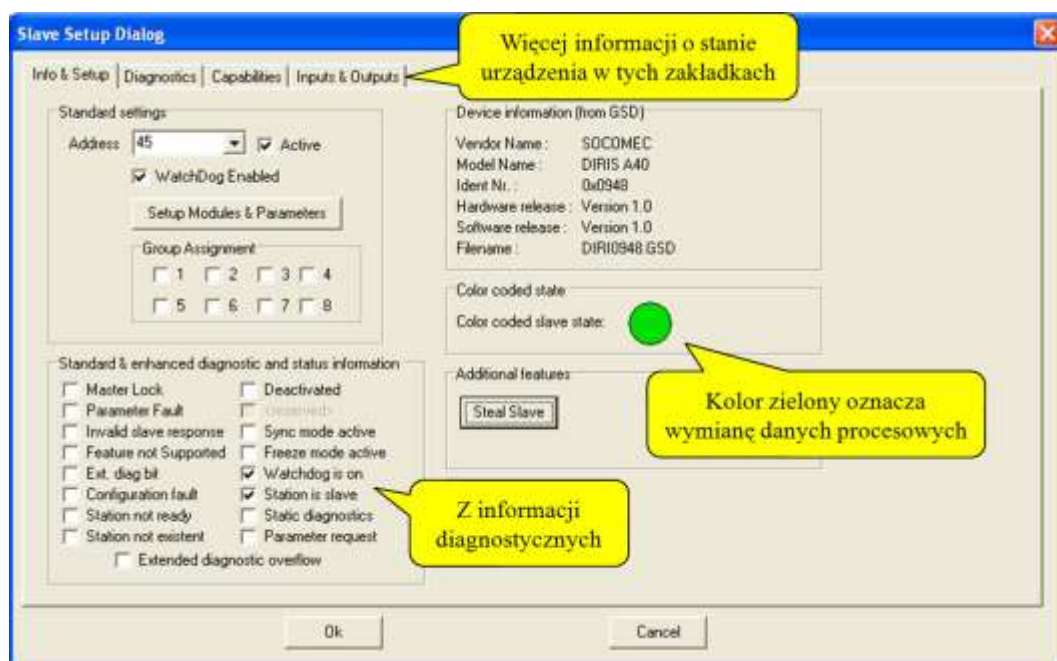 Slave Setup Dialog
Więcej informacji o stanie
urządzenia w tych zakładkach
Info & Setup
Diagnostics
Capabilities
Inputs & Outputs
Standard settings
Address 45
Active
WatchDog Enabled
Setup Modules & Parameters
Group Assignment
1 2 3 4
5 6 7 8
Device information (from GSD)
Vendor Name : SOCOMEC
Model Name : DIRIS A40
Ident Nr. : 0x0948
Hardware release : Version 1.0
Software release : Version 1.0
Filename : DIRI0948.GSD
Color coded state
Color coded slave state:
Kolor zielony oznacza
wymianę danych procesowych
Additional features
Steal Slave
Standard & enhanced diagnostic and status information
Master Lock
Parameter Fault
Invalid slave response
Feature not Supported
Ext. diag bit
Configuration fault
Station not ready
Station not existent
Deactivated
Sync mode active
Freeze mode active
Watchdog is on
Station is slave
Static diagnostics
Parameter request
Extended diagnostic overflow
Z informacji
diagnostycznych
Ok
Cancel